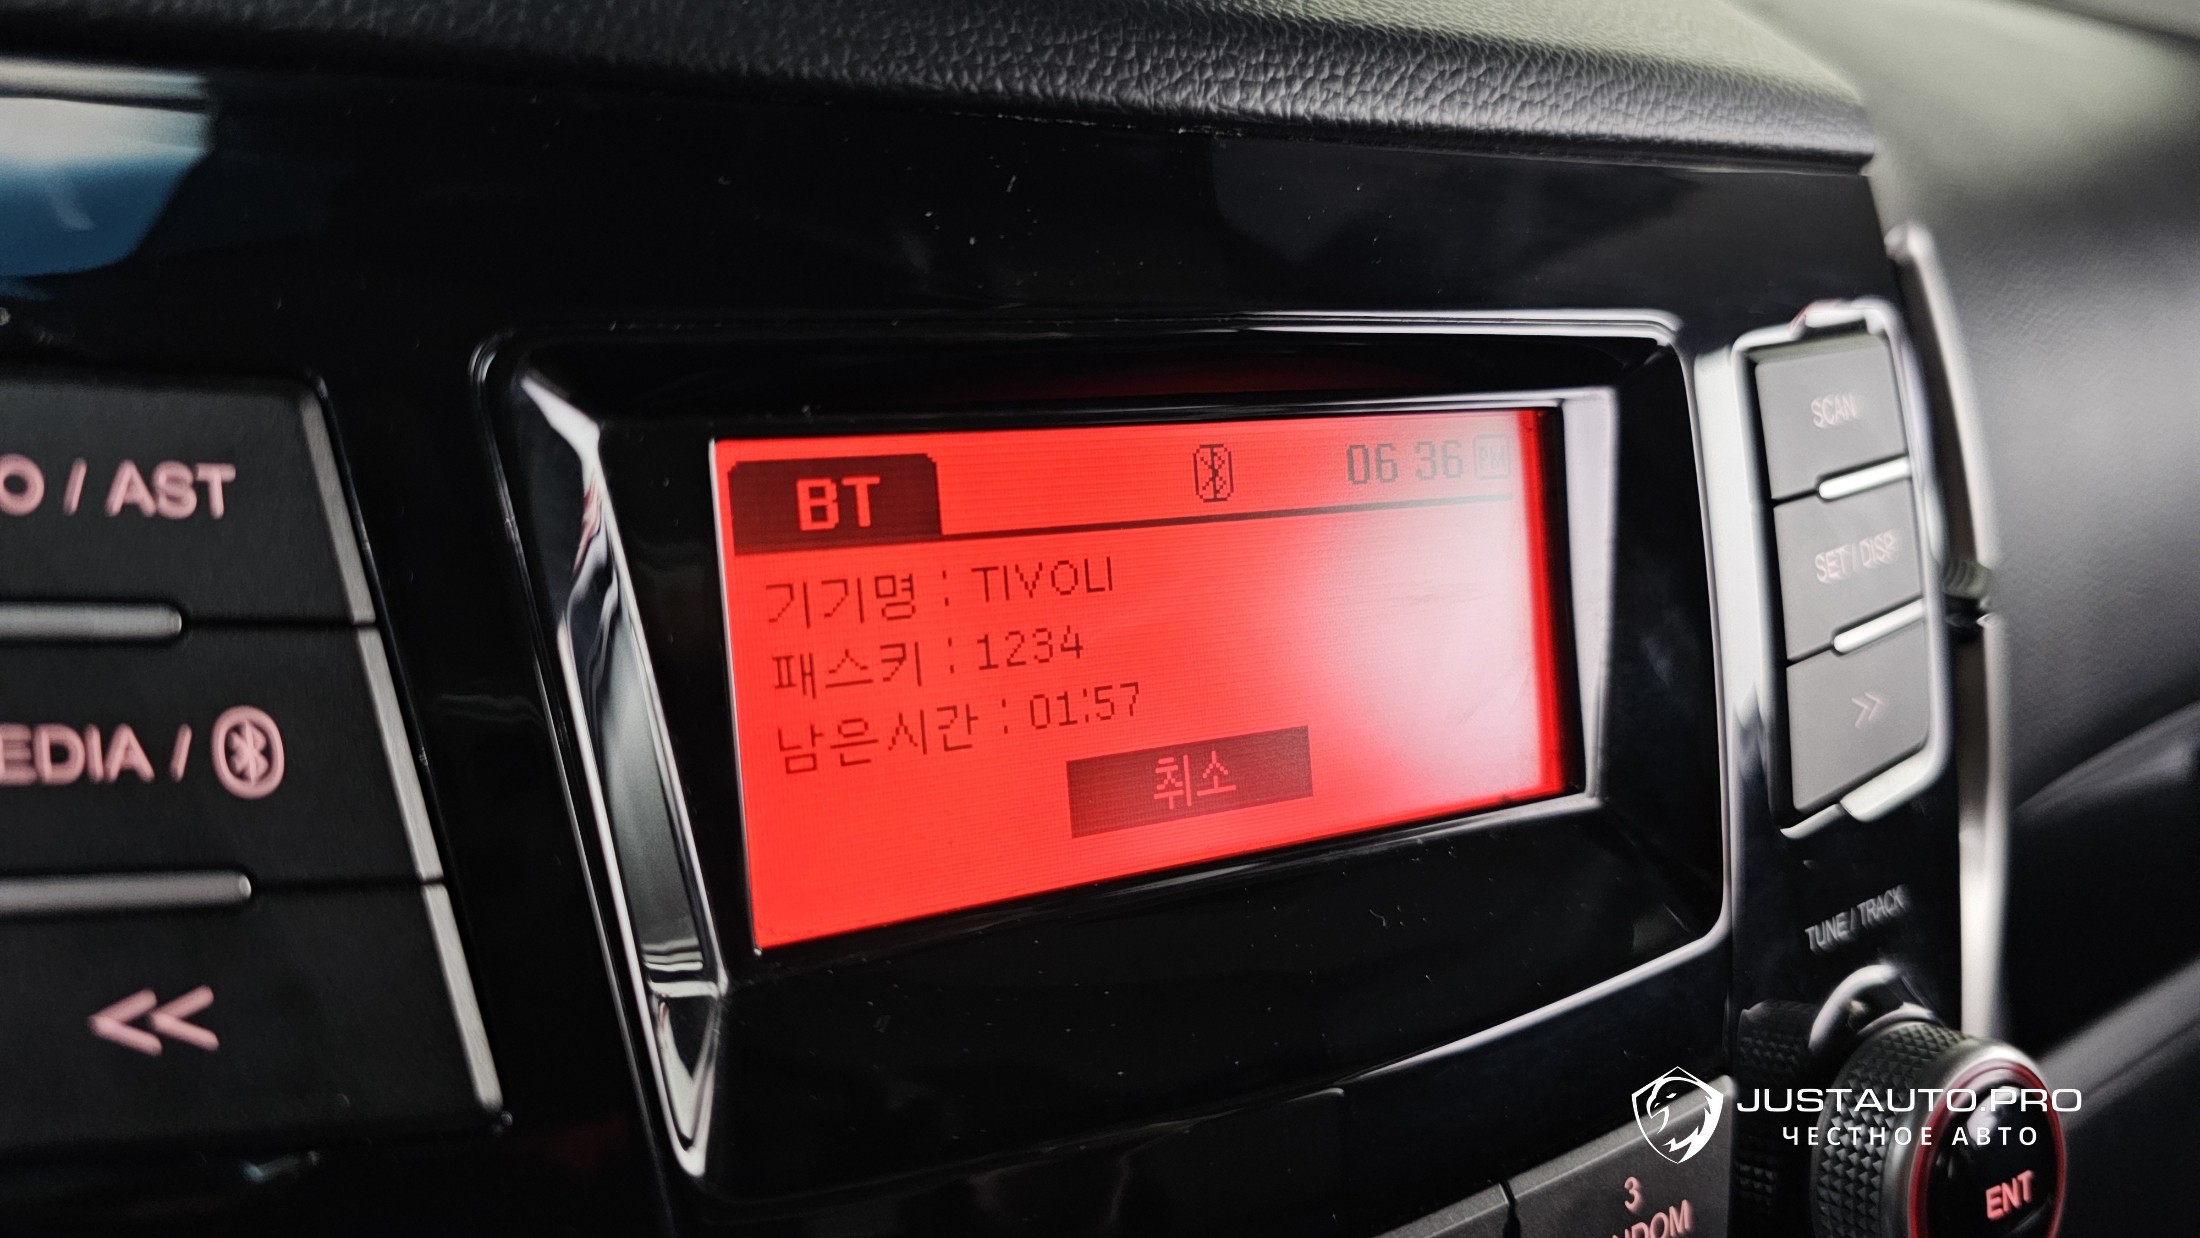 O / AST
EDIA /
BT
06 36 PM
기기명 : TIVOLI
패스키 : 1234
남은시간 : 01:57
취소
SCAN
SET / DISP
TUNE / TRACK
3
NDOM
ENT
JUSTAUTO.PRO
ЧЕСТНОЕ АВТО